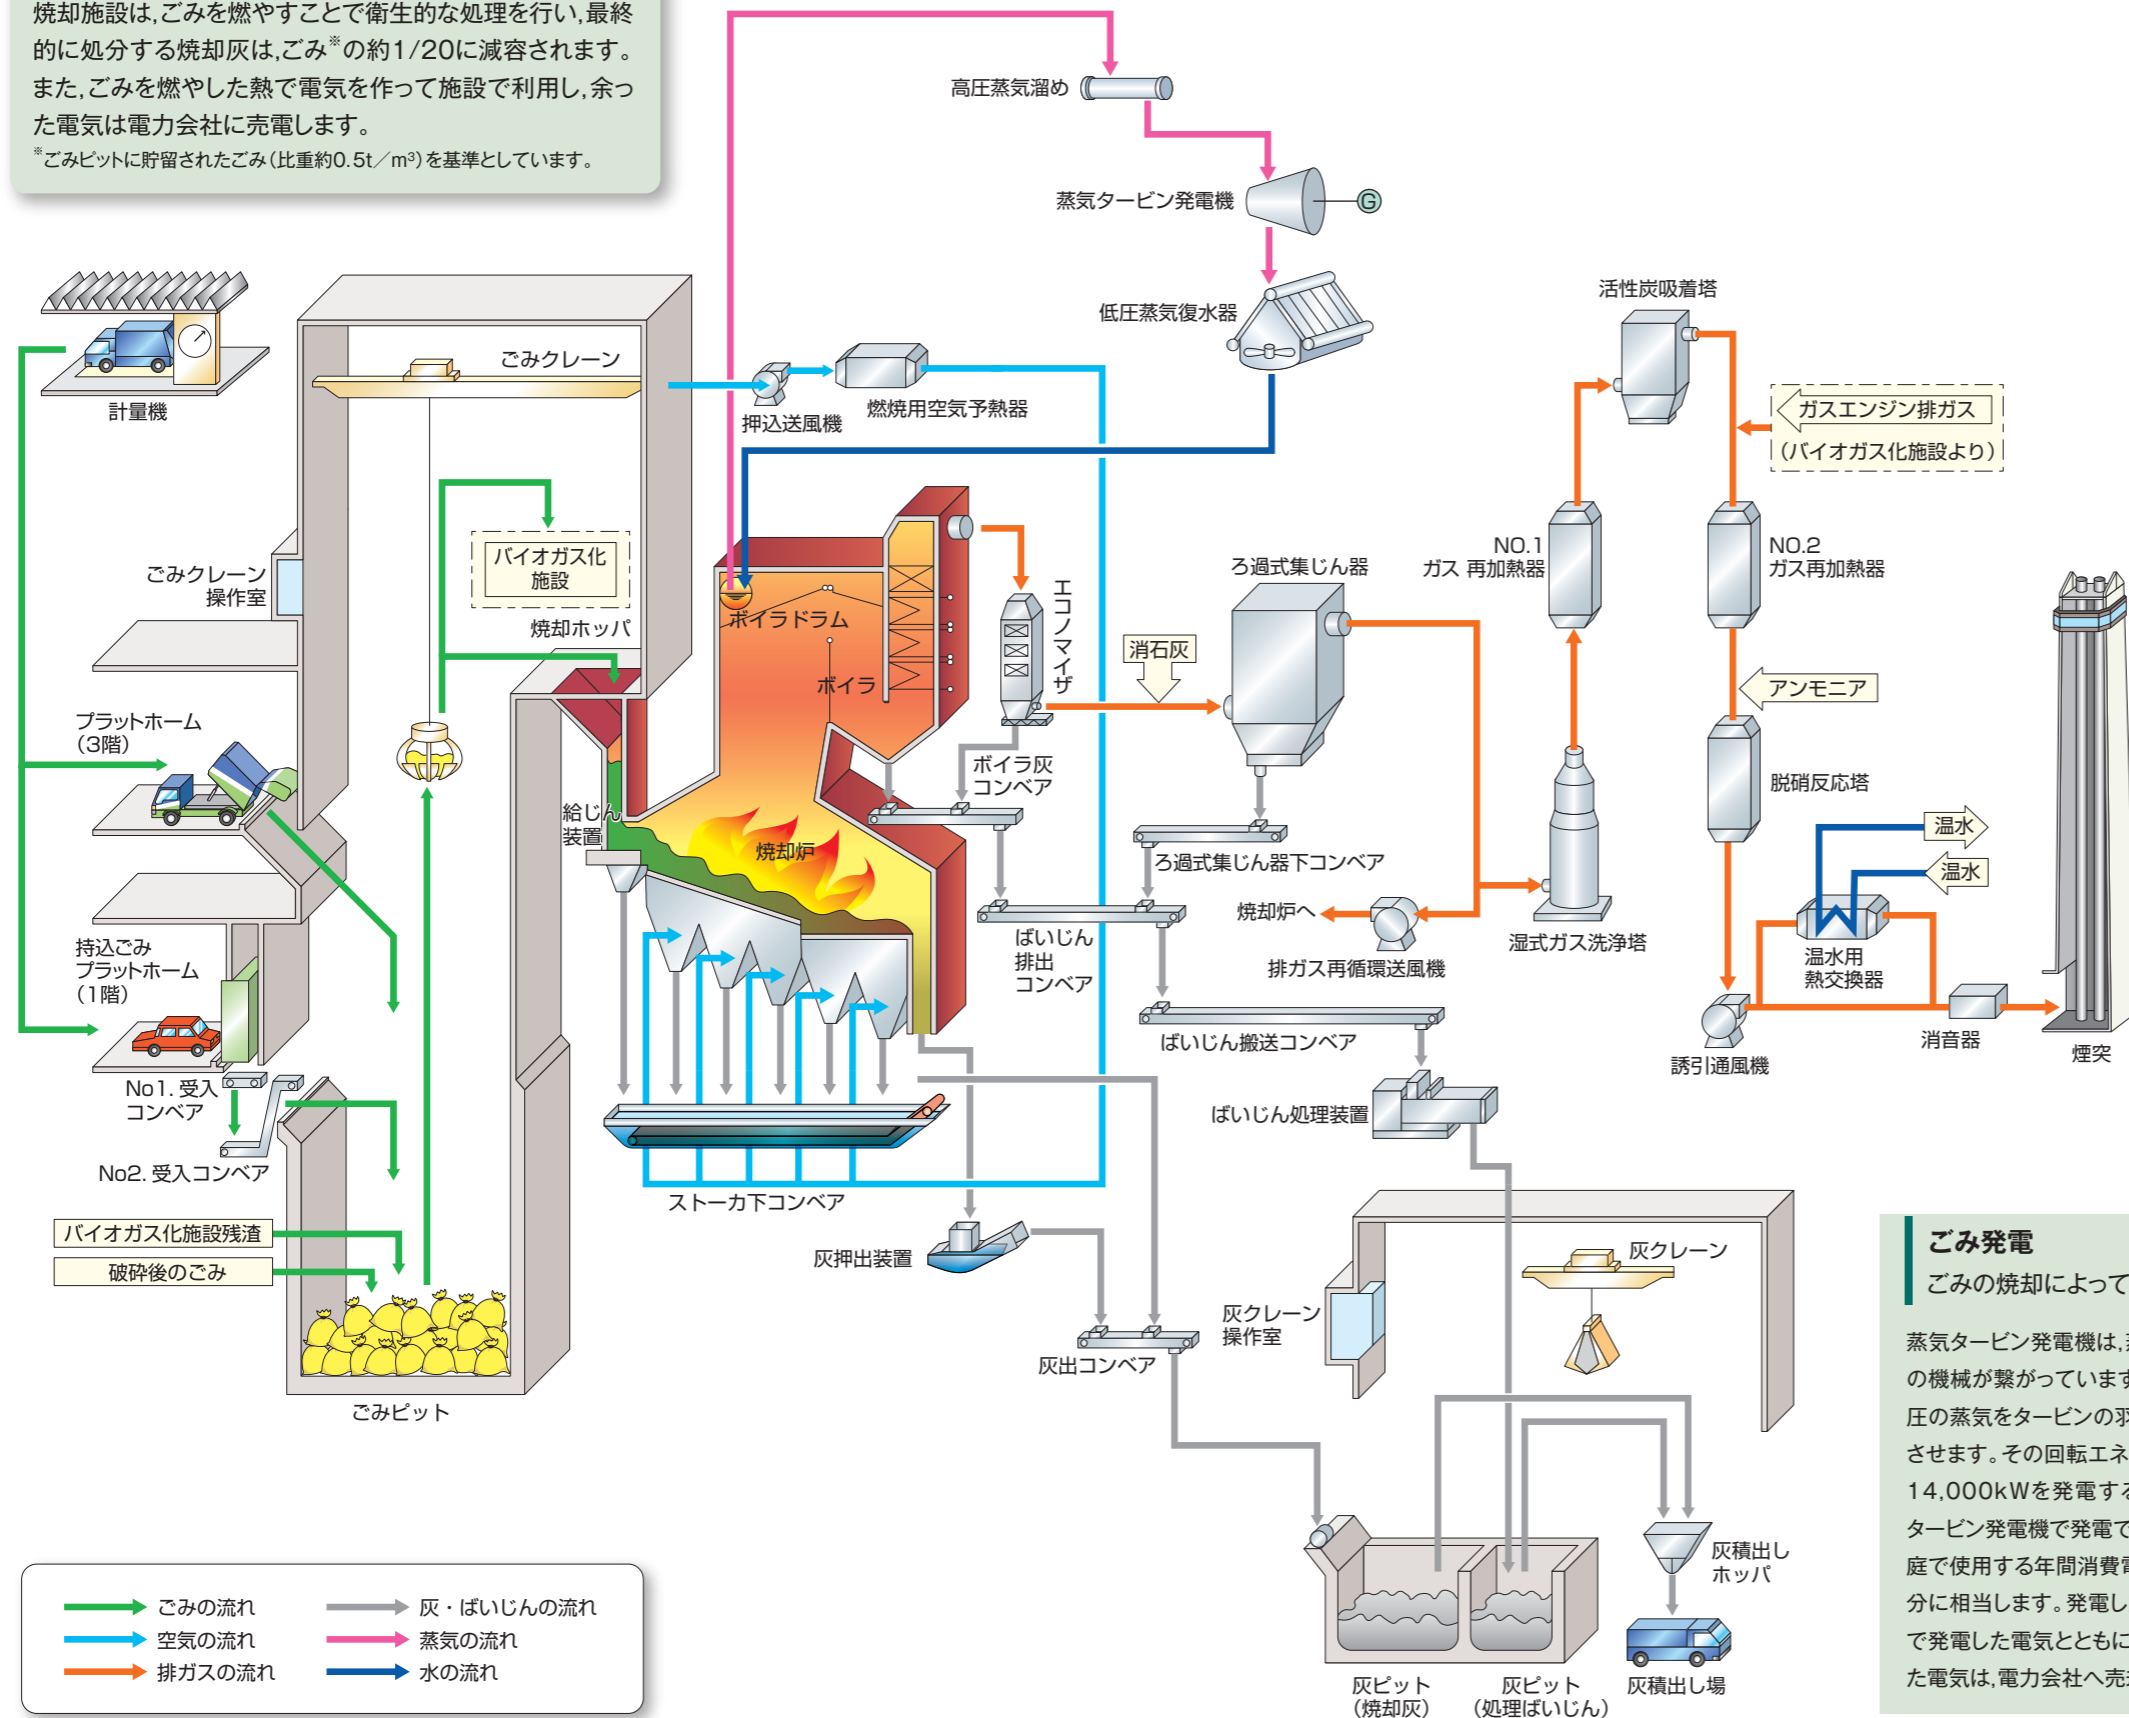 焼却施設は,ごみを燃やすことで衛生的な処理を行い,最終
的に処分する焼却灰は,ごみ※の約1/20に減容されます。
また,ごみを燃やした熱で電気を作って施設で利用し,余っ
た電気は電力会社に売電します。
※ごみピットに貯留されたごみ(比重約0.5t/m³)を基準としています。
高圧蒸気溜め
蒸気タービン発電機
G
低圧蒸気復水器
活性炭吸着塔
計量機
ごみクレーン
押込送風機
燃焼用空気予熱器
ガスエンジン排ガス
(バイオガス化施設より)
ごみクレーン
操作室
バイオガス化
施設
焼却ホッパ
ボイラドラム
ボイラ
エコノマイザ
消石灰
ろ過式集じん器
NO.1
ガス 再加熱器
NO.2
ガス再加熱器
アンモニア
脱硝反応塔
プラットホーム
(3階)
給じん
装置
焼却炉
ボイラ灰
コンベア
ろ過式集じん器下コンベア
温水
温水
焼却炉へ
排ガス再循環送風機
湿式ガス洗浄塔
温水用
熱交換器
持込ごみ
プラットホーム
(1階)
ばいじん
排出
コンベア
ばいじん搬送コンベア
誘引通風機
消音器
煙突
No1. 受入
コンベア
No2. 受入コンベア
ばいじん処理装置
ストーカ下コンベア
バイオガス化施設残渣
破砕後のごみ
灰押出装置
灰クレーン
灰クレーン
操作室
灰出コンベア
ごみピット
灰積出し
ホッパ
灰ピット
(焼却灰)
灰ピット
(処理ばいじん)
灰積出し場
ごみの流れ
空気の流れ
排ガスの流れ
灰・ばいじんの流れ
蒸気の流れ
水の流れ
ごみ発電
ごみの焼却によって
蒸気タービン発電機は,
の機械が繋がっています
圧の蒸気をタービンの羽
させます。その回転エネ
14,000kWを発電する
タービン発電機で発電で
庭で使用する年間消費電
分に相当します。発電し
で発電した電気とともに
た電気は,電力会社へ売